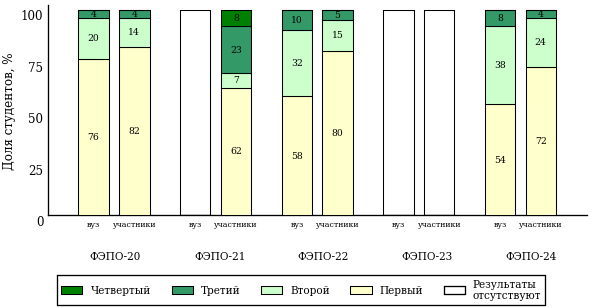 Доля студентов, %
100
75
50
25
0
4 4 8 10 5 8 4
20 14 23 32 15 38 24
7
76 82 62 58 80 54 72
вуз участники вуз участники вуз участники вуз участники вуз участники
ФЭПО-20 ФЭПО-21 ФЭПО-22 ФЭПО-23 ФЭПО-24
Четвертый Третий Второй Первый Результаты
отсутствуют